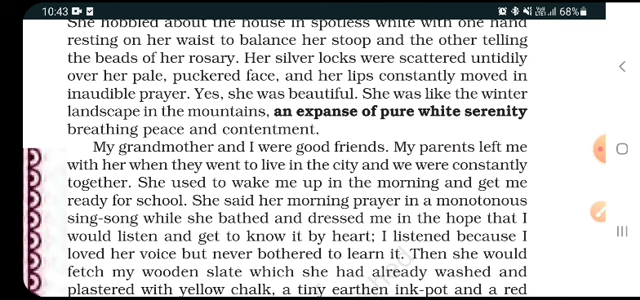 10:43
68%
She hobbled about the house in spotless white with one hand
resting on her waist to balance her stoop and the other telling
the beads of her rosary. Her silver locks were scattered untidily
over her pale, puckered face, and her lips constantly moved in
inaudible prayer. Yes, she was beautiful. She was like the winter
landscape in the mountains, an expanse of pure white serenity
breathing peace and contentment.
My grandmother and I were good friends. My parents left me
with her when they went to live in the city and we were constantly
together. She used to wake me up in the morning and get me
ready for school. She said her morning prayer in a monotonous
sing-song while she bathed and dressed me in the hope that I
would listen and get to know it by heart; I listened because I
loved her voice but never bothered to learn it. Then she would
fetch my wooden slate which she had already washed and
plastered with yellow chalk, a tiny earthen ink-pot and a red